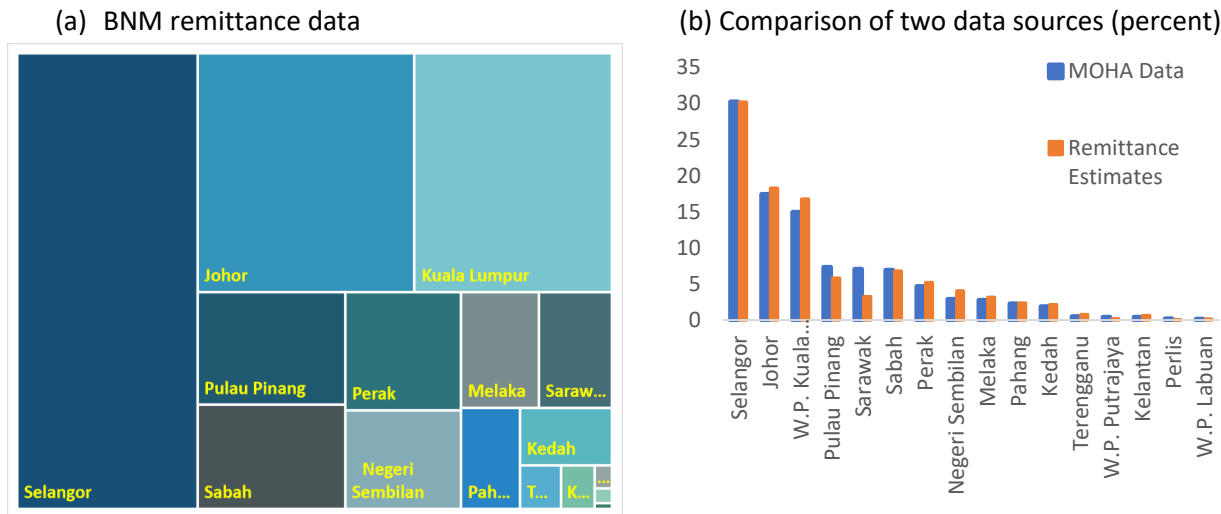 (a) BNM remittance data
Johor
Kuala Lumpur
Pulau Pinang
Perak
Melaka
Saraw...
Kedah
Selangor
Sabah
Negeri
Sembilan
Pah...
T...
K...
...
(b) Comparison of two data sources (percent)
35
30
25
20
15
10
5
0
MOHA Data
Remittance
Estimates
Selangor
Johor
W.P. Kuala...
Pulau Pinang
Sarawak
Sabah
Perak
Negeri Sembilan
Melaka
Pahang
Kedah
Terengganu
W.P. Putrajaya
Kelantan
Perlis
W.P. Labuan